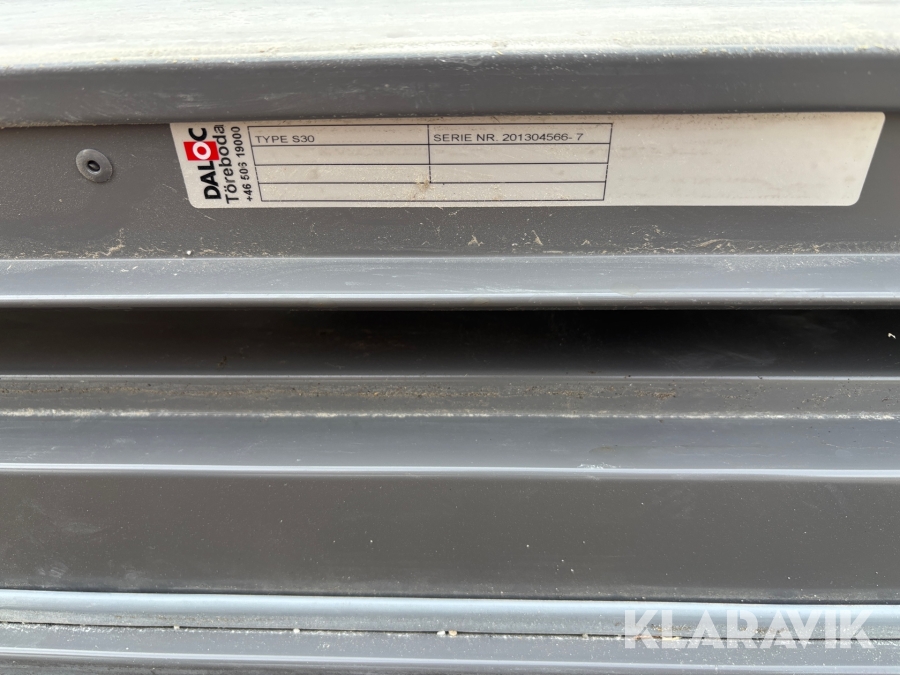 DALOC
Töreboda
+46 506 19000
TYPE S30
SERIE NR. 201304566-7
KLARAVIK